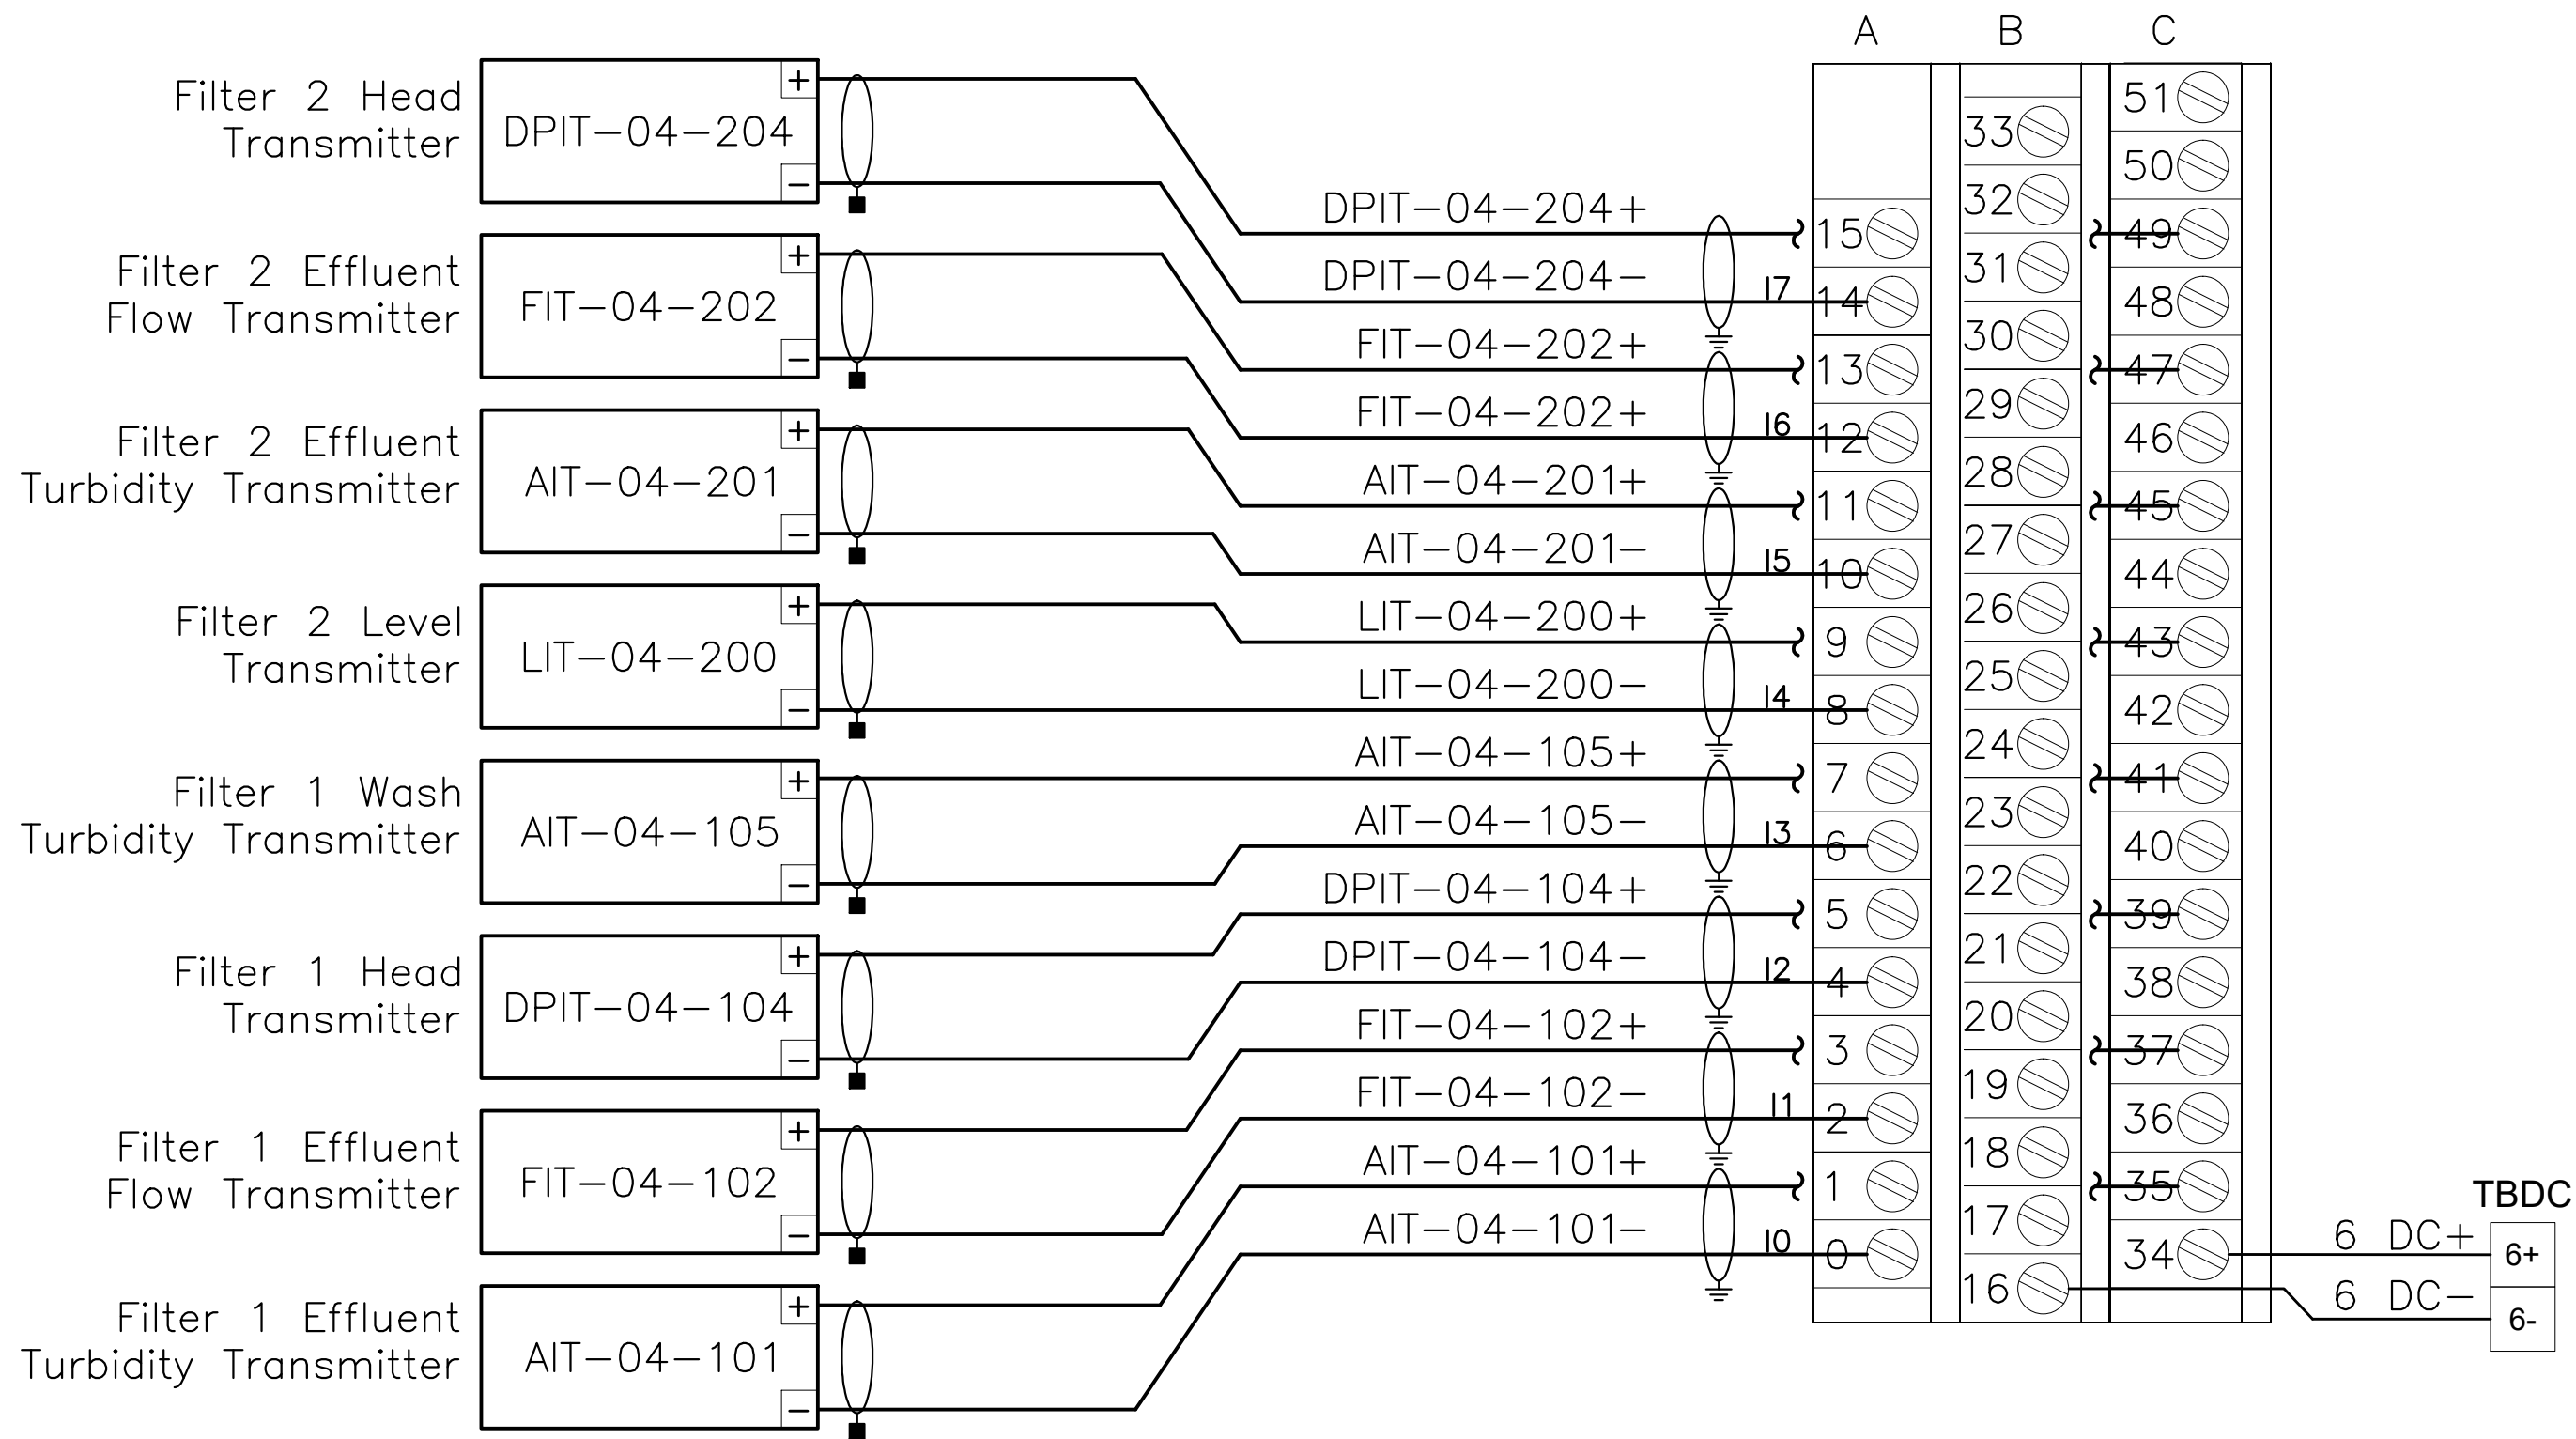 A
B
C
Filter 2 Head
Transmitter
+
DPIT-04-204
-
Filter 2 Effluent
Flow Transmitter
+
FIT-04-202
-
Filter 2 Effluent
Turbidity Transmitter
+
AIT-04-201
-
Filter 2 Level
Transmitter
+
LIT-04-200
-
Filter 1 Wash
Turbidity Transmitter
+
AIT-04-105
-
Filter 1 Head
Transmitter
+
DPIT-04-104
-
Filter 1 Effluent
Flow Transmitter
+
FIT-04-102
-
Filter 1 Effluent
Turbidity Transmitter
+
AIT-04-101
-
DPIT-04-204+
DPIT-04-204-
I7
FIT-04-202+
FIT-04-202+
I6
AIT-04-201+
AIT-04-201-
I5
LIT-04-200+
LIT-04-200-
I4
AIT-04-105+
AIT-04-105-
I3
DPIT-04-104+
DPIT-04-104-
I2
FIT-04-102+
FIT-04-102-
I1
AIT-04-101+
AIT-04-101-
I0
15
14
13
12
11
10
9
8
7
6
5
4
3
2
1
0
33
32
31
30
29
28
27
26
25
24
23
22
21
20
19
18
17
16
51
50
49
48
47
46
45
44
43
42
41
40
39
38
37
36
35
34
TBDC
6 DC+
6+
6 DC-
6-